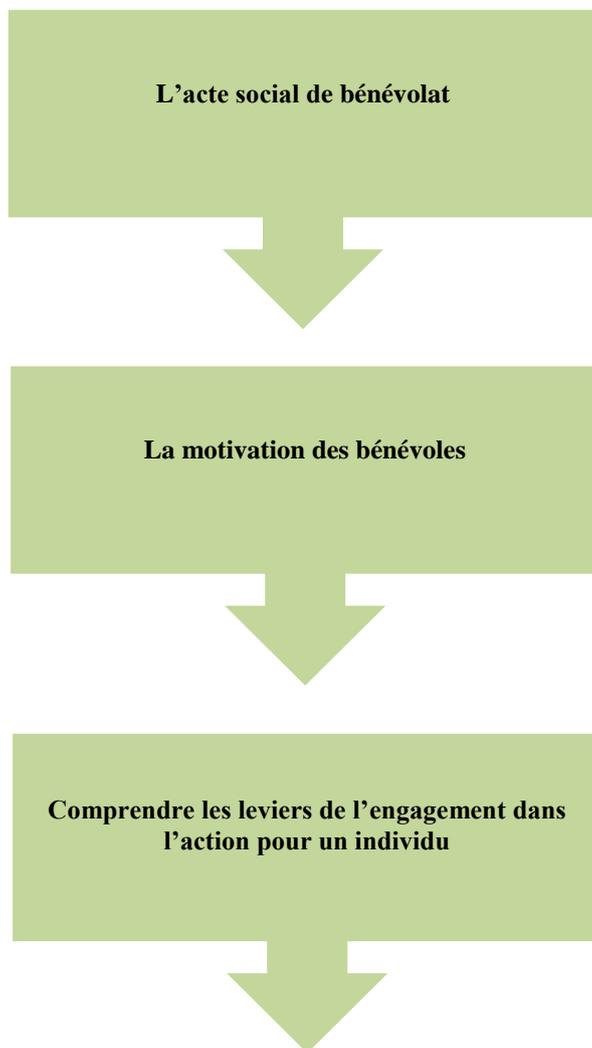 L’acte social de bénévolat
La motivation des bénévoles
Comprendre les leviers de l’engagement dans
l’action pour un individu